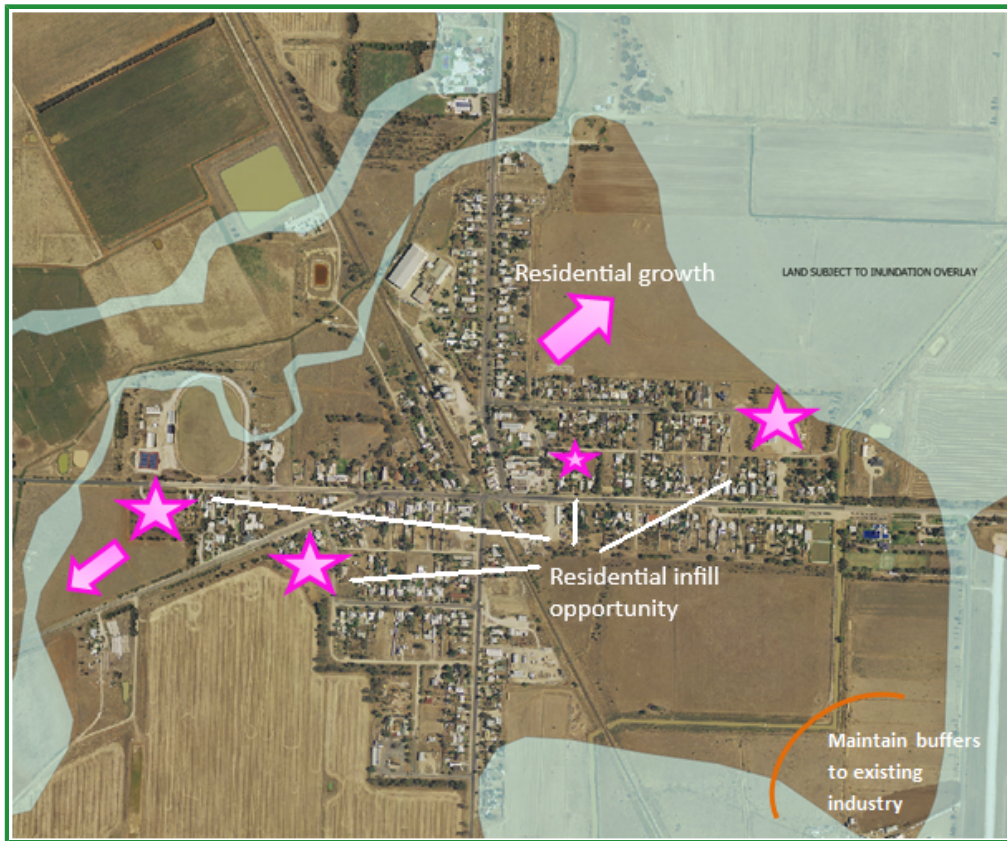 Residential growth
LAND SUBJECT TO INUNDATION OVERLAY
Residential infill
opportunity
Maintain buffers
to existing
industry